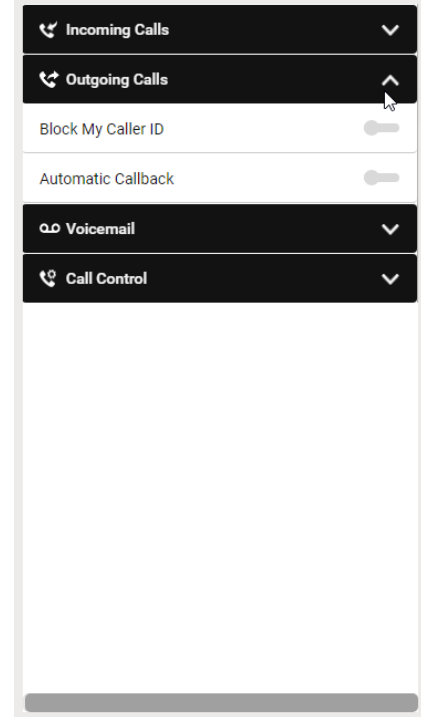 Incoming Calls
Outgoing Calls
Block My Caller ID
Automatic Callback
Voicemail
Call Control